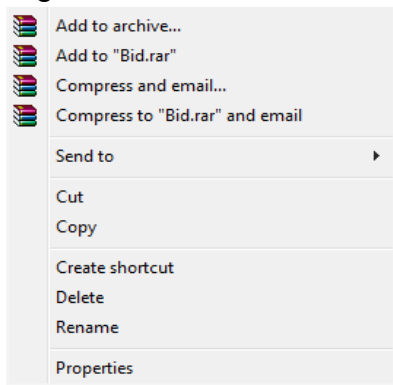 Add to archive...
Add to "Bid.rar"
Compress and email...
Compress to "Bid.rar" and email
Send to
Cut
Copy
Create shortcut
Delete
Rename
Properties